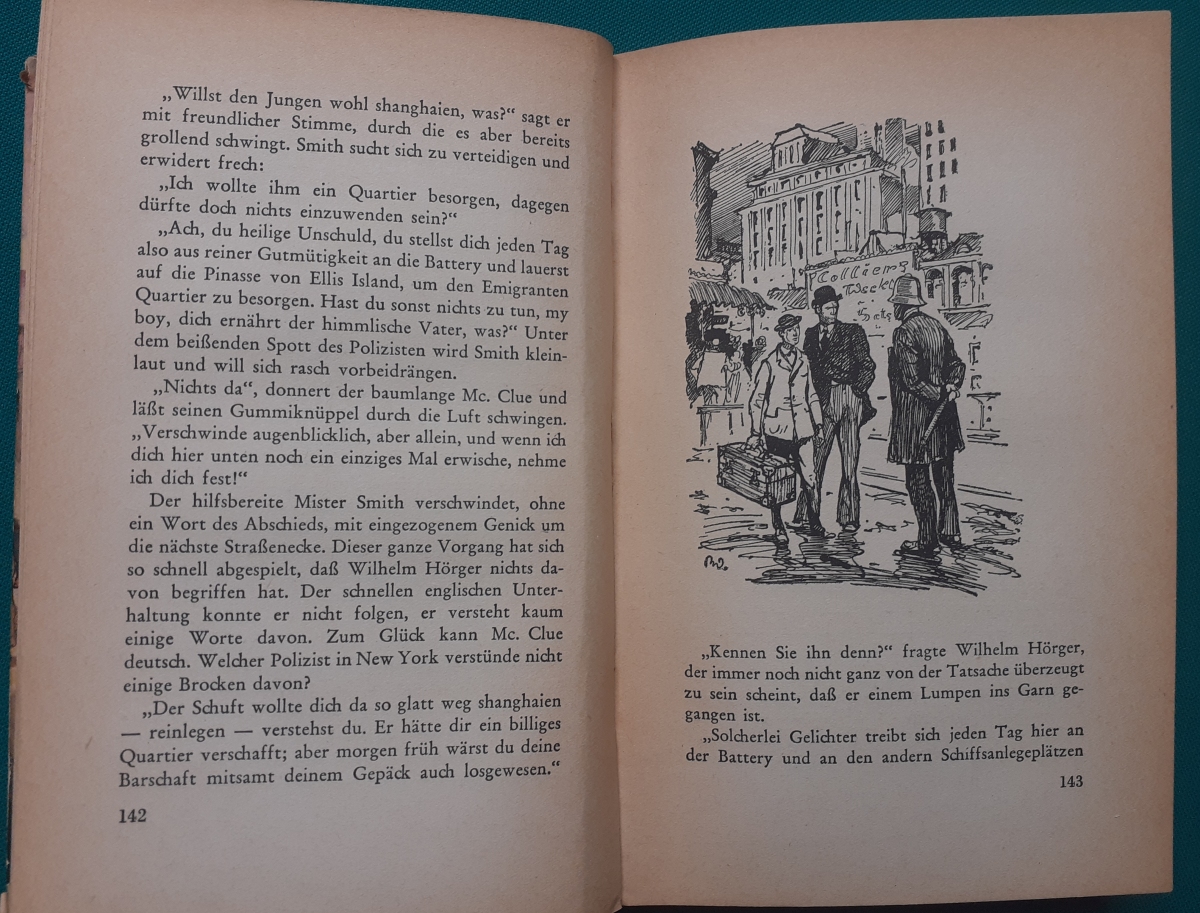 „Willst den Jungen wohl shanghaien, was?“ sagt er
mit freundlicher Stimme, durch die es aber bereits
grollend schwingt. Smith sucht sich zu verteidigen und
erwidert frech:
„Ich wollte ihm ein Quartier besorgen, dagegen
dürfte doch nichts einzuwenden sein?“
„Ach, du heilige Unschuld, du stellst dich jeden Tag
also aus reiner Gutmütigkeit an die Battery und lauerst
auf die Pinasse von Ellis Island, um den Emigranten
Quartier zu besorgen. Hast du sonst nichts zu tun, my
boy, dich ernährt der himmlische Vater, was?“ Unter
dem beißenden Spott des Polizisten wird Smith klein-
laut und will sich rasch vorbeidrängen.
„Nichts da“, donnert der baumlange Mc. Clue und
läßt seinen Gummiknüppel durch die Luft schwingen.
„Verschwinde augenblicklich, aber allein, und wenn ich
dich hier unten noch ein einziges Mal erwische, nehme
ich dich fest!“
Der hilfsbereite Mister Smith verschwindet, ohne
ein Wort des Abschieds, mit eingezogenem Genick um
die nächste Straßenecke. Dieser ganze Vorgang hat sich
so schnell abgespielt, daß Wilhelm Hörger nichts da-
von begriffen hat. Der schnellen englischen Unter-
haltung konnte er nicht folgen, er versteht kaum
einige Worte davon. Zum Glück kann Mc. Clue
deutsch. Welcher Polizist in New York verstünde nicht
einige Brocken davon?
„Der Schuft wollte dich da so glatt weg shanghaien
— reinlegen — verstehst du. Er hätte dir ein billiges
Quartier verschafft; aber morgen früh wärst du deine
Barschaft mitsamt deinem Gepäck auch losgewesen.“
142
„Kennen Sie ihn denn?“ fragte Wilhelm Hörger,
der immer noch nicht ganz von der Tatsache überzeugt
zu sein scheint, daß er einem Lumpen ins Garn ge-
gangen ist.
„Solcherlei Gelichter treibt sich jeden Tag hier an
der Battery und an den andern Schiffsanlegeplätzen
143